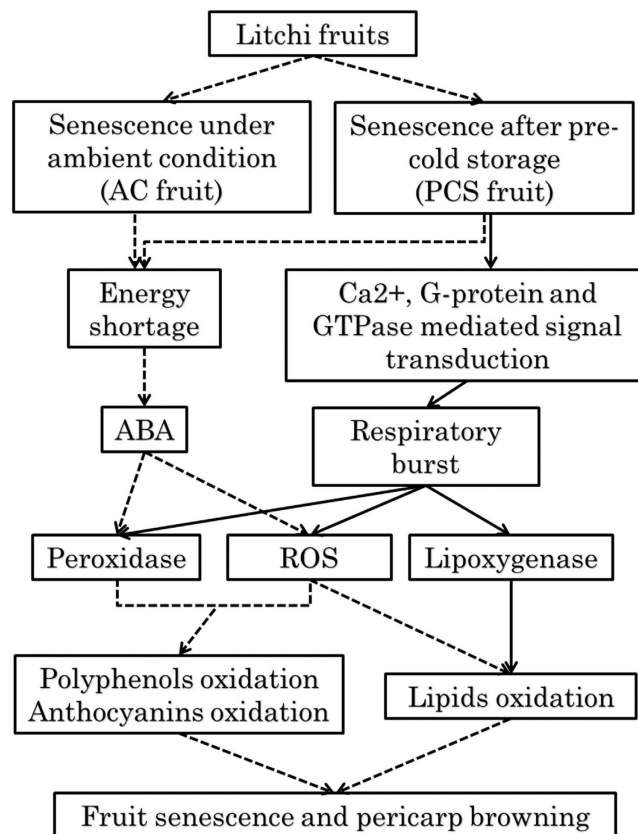 Litchi fruits
Senescence under
ambient condition
(AC fruit)
Senescence after pre-
cold storage
(PCS fruit)
Energy
shortage
Ca2+, G-protein and
GTPase mediated signal
transduction
ABA
Respiratory
burst
Peroxidase
ROS
Lipoxygenase
Polyphenols oxidation
Anthocyanins oxidation
Lipids oxidation
Fruit senescence and pericarp browning